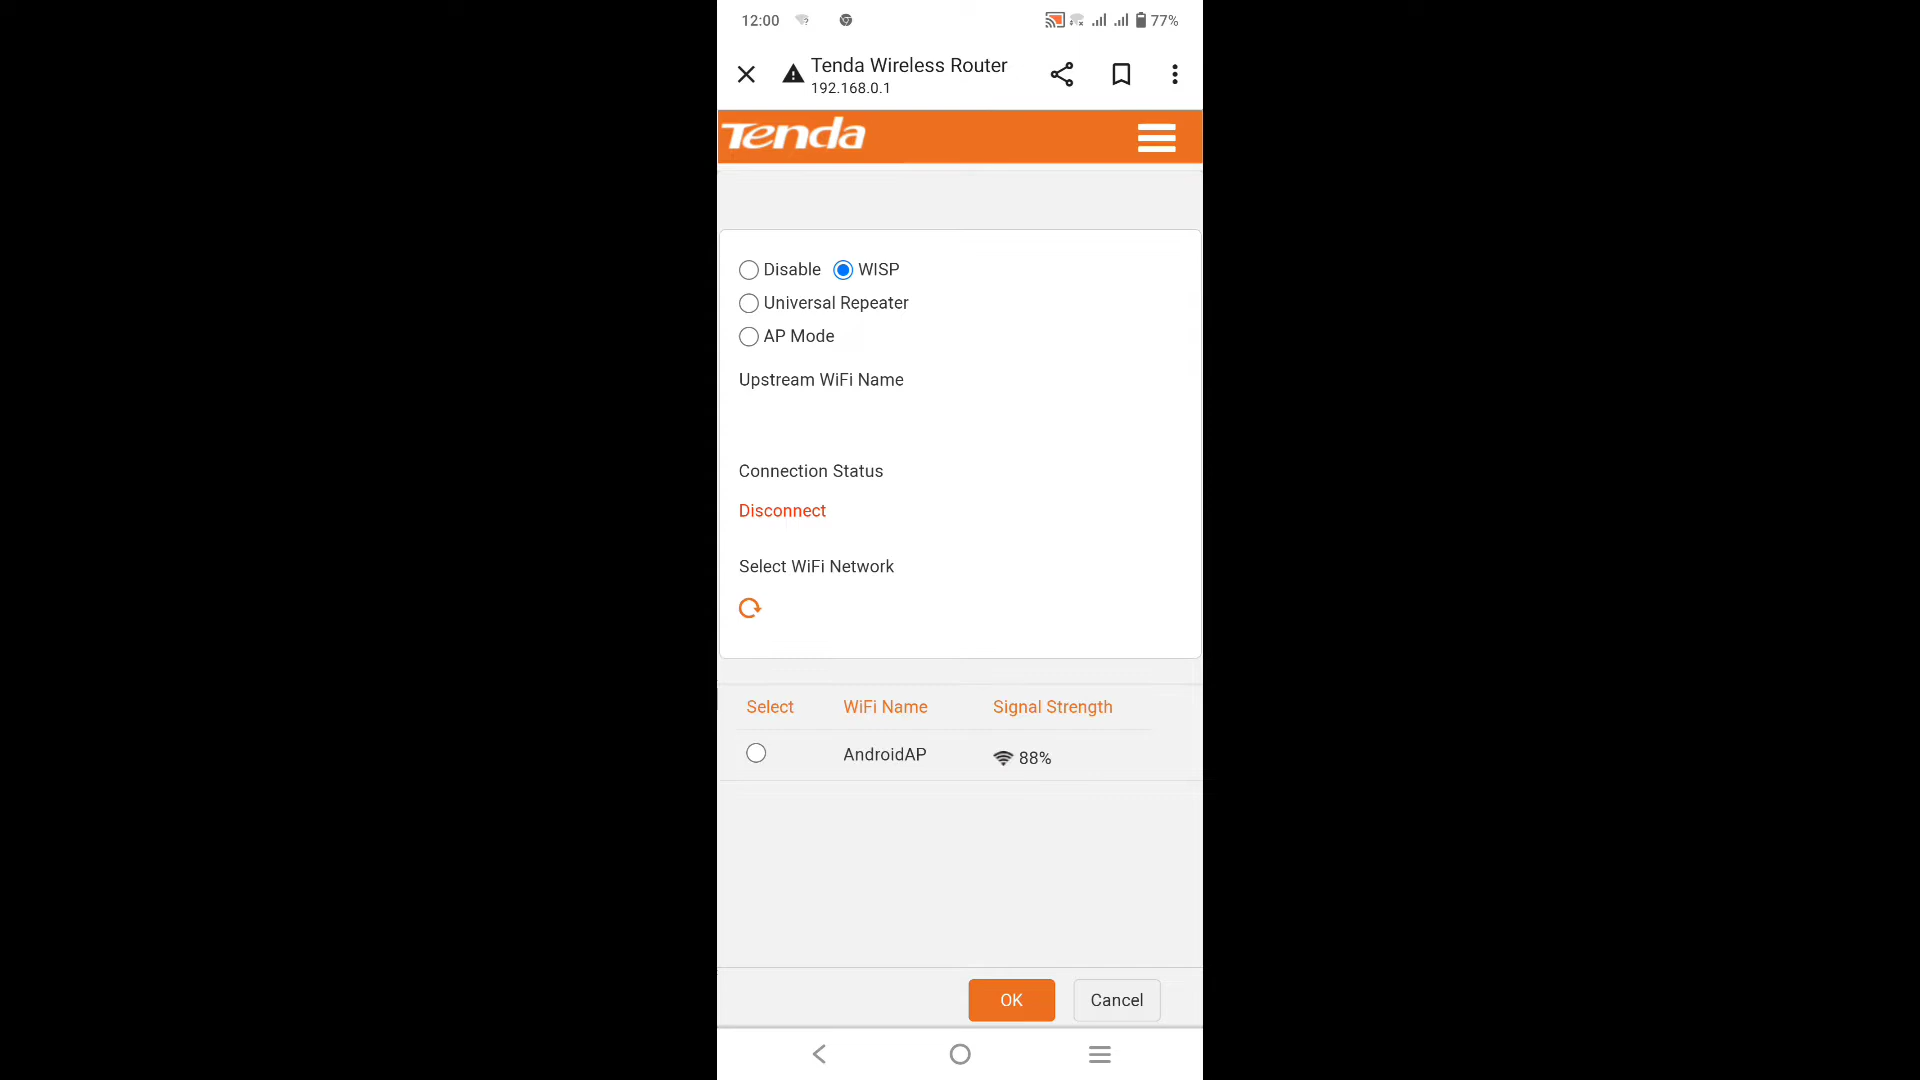 12:00
77%
Tenda Wireless Router
192.168.0.1
Tenda
Disable WISP
Universal Repeater
AP Mode
Upstream WiFi Name
Connection Status
Disconnect
Select WiFi Network
Select WiFi Name Signal Strength
AndroidAP 88%
OK Cancel